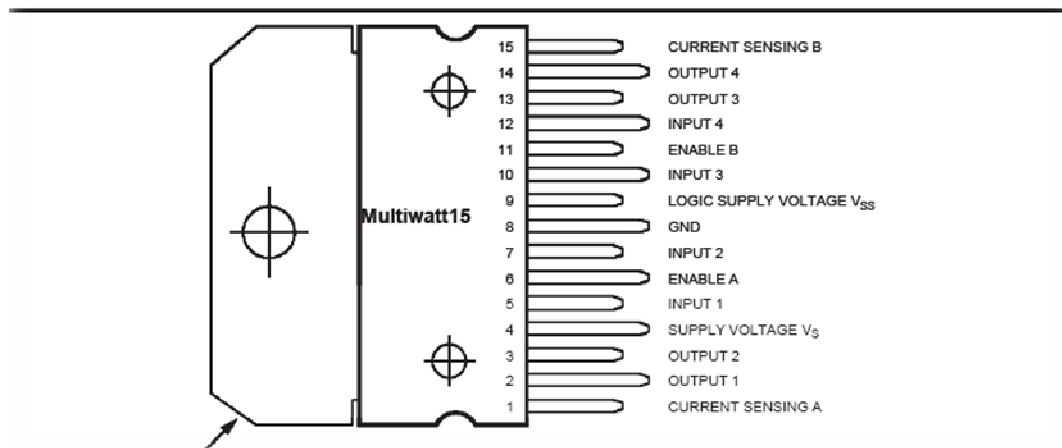 15 CURRENT SENSING B
14 OUTPUT 4
13 OUTPUT 3
12 INPUT 4
11 ENABLE B
10 INPUT 3
9 LOGIC SUPPLY VOLTAGE VSS
Multiwatt15
8 GND
7 INPUT 2
6 ENABLE A
5 INPUT 1
4 SUPPLY VOLTAGE VS
3 OUTPUT 2
2 OUTPUT 1
1 CURRENT SENSING A